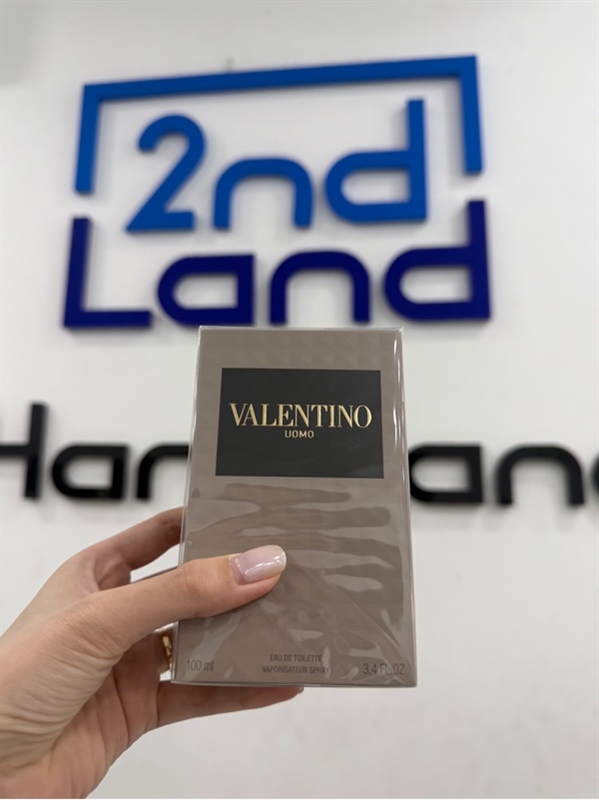 2nd
Land
VALENTINO
UOMO
EAU DE TOILETTE
VAPORISATEUR SPRAY
100 ml
3.4 FL.OZ.